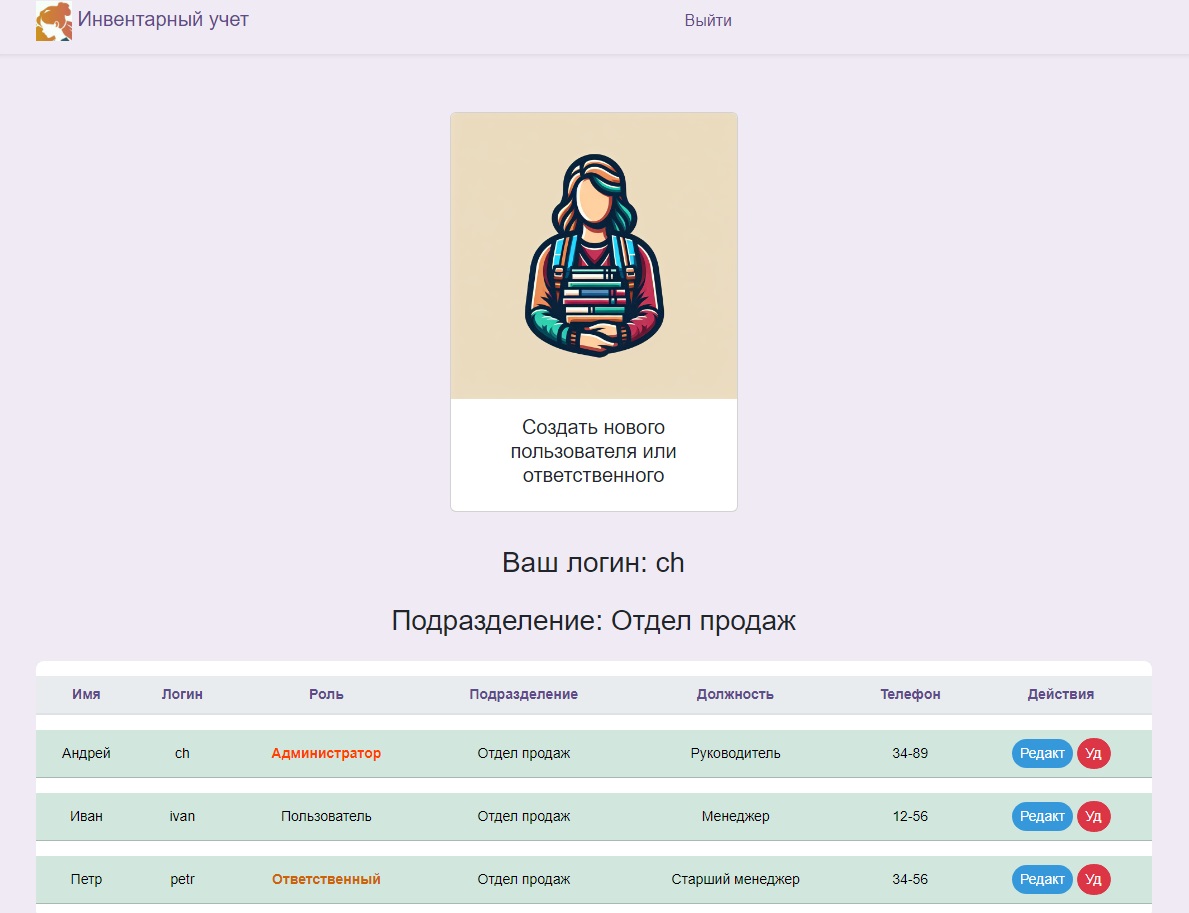 Инвентарный учет Выйти
Создать нового
пользователя или
ответственного
Ваш логин: ch
Подразделение: Отдел продаж
Имя Логин Роль Подразделение Должность Телефон Действия
Андрей ch Администратор Отдел продаж Руководитель 34-89 Редакт Уд
Иван ivan Пользователь Отдел продаж Менеджер 12-56 Редакт Уд
Петр petr Ответственный Отдел продаж Старший менеджер 34-56 Редакт Уд